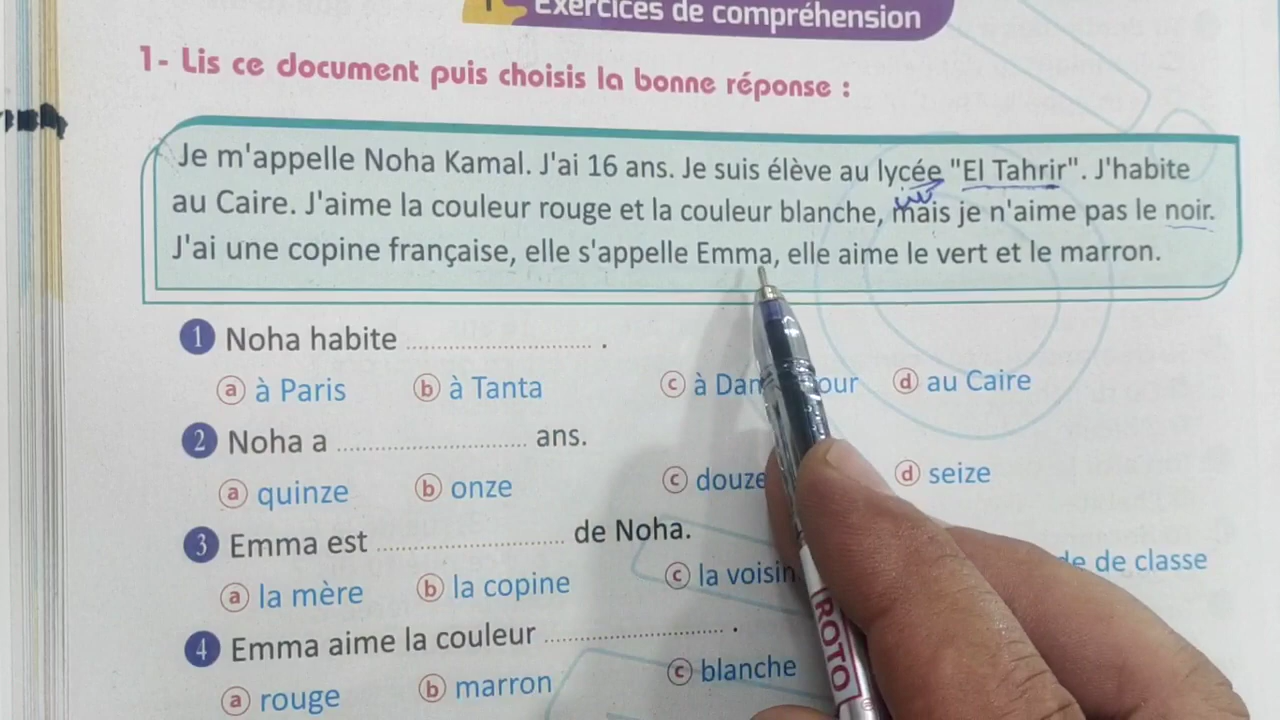 1 Exercices de compréhension
1- Lis ce document puis choisis la bonne réponse :
Je m'appelle Noha Kamal. J'ai 16 ans. Je suis élève au lycée "El Tahrir". J'habite
au Caire. J'aime la couleur rouge et la couleur blanche, mais je n'aime pas le noir.
J'ai une copine française, elle s'appelle Emma, elle aime le vert et le marron.
1 Noha habite .............................. .
a à Paris b à Tanta c à d au Caire
2 Noha a .............................. ans.
a quinze b onze c douze d seize
3 Emma est .............................. de Noha.
a la mère b la copine c la de classe
4 Emma aime la couleur .............................. .
a rouge b marron c blanche
ROTO